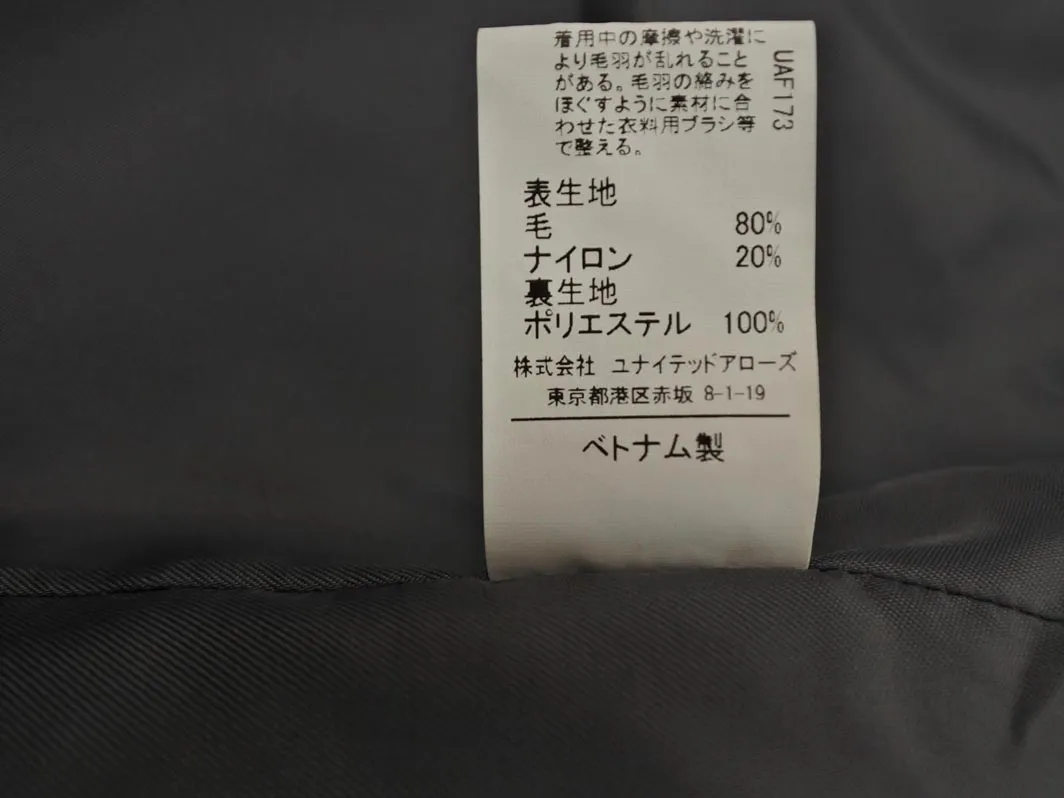 着用中の摩擦や洗濯に
より毛羽が乱れること
がある。毛羽の絡みを
ほぐすように素材に合
わせた衣料用ブラシ等
で整える。
UAF173
表生地
毛 80%
ナイロン 20%
裏生地
ポリエステル 100%
株式会社 ユナイテッドアローズ
東京都港区赤坂 8-1-19
ベトナム製